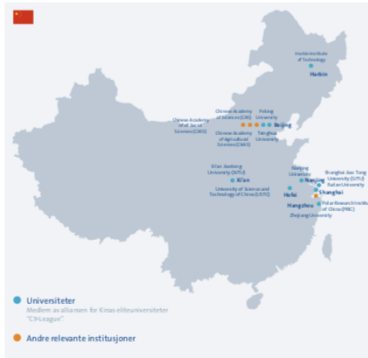 Harbin Institute
of Technology
Harbin
Chinese Academy
of Sciences (CAS)
Peking
University
Chinese Academy
Sciences (CAMS)
Beijing
Chinese Academy
of Agricultural
Sciences (CAAS)
Tsinghua
University
Xi'an Jiaotong
University (XJTU)
Xi'an
University of Science and
Technology of China (USTC)
Nanjing
University
Nanjing
Shanghai Jiao Tong
University (SJTU)
Fudan University
Hefei
Shanghai
Polar Research Institute
of China (PRIC)
Hangzhou
Zhejiang University
Universiteter
Medlem av alliansen for Kinas eliteuniversiteter
"C9-League".
Andre relevante institusjoner